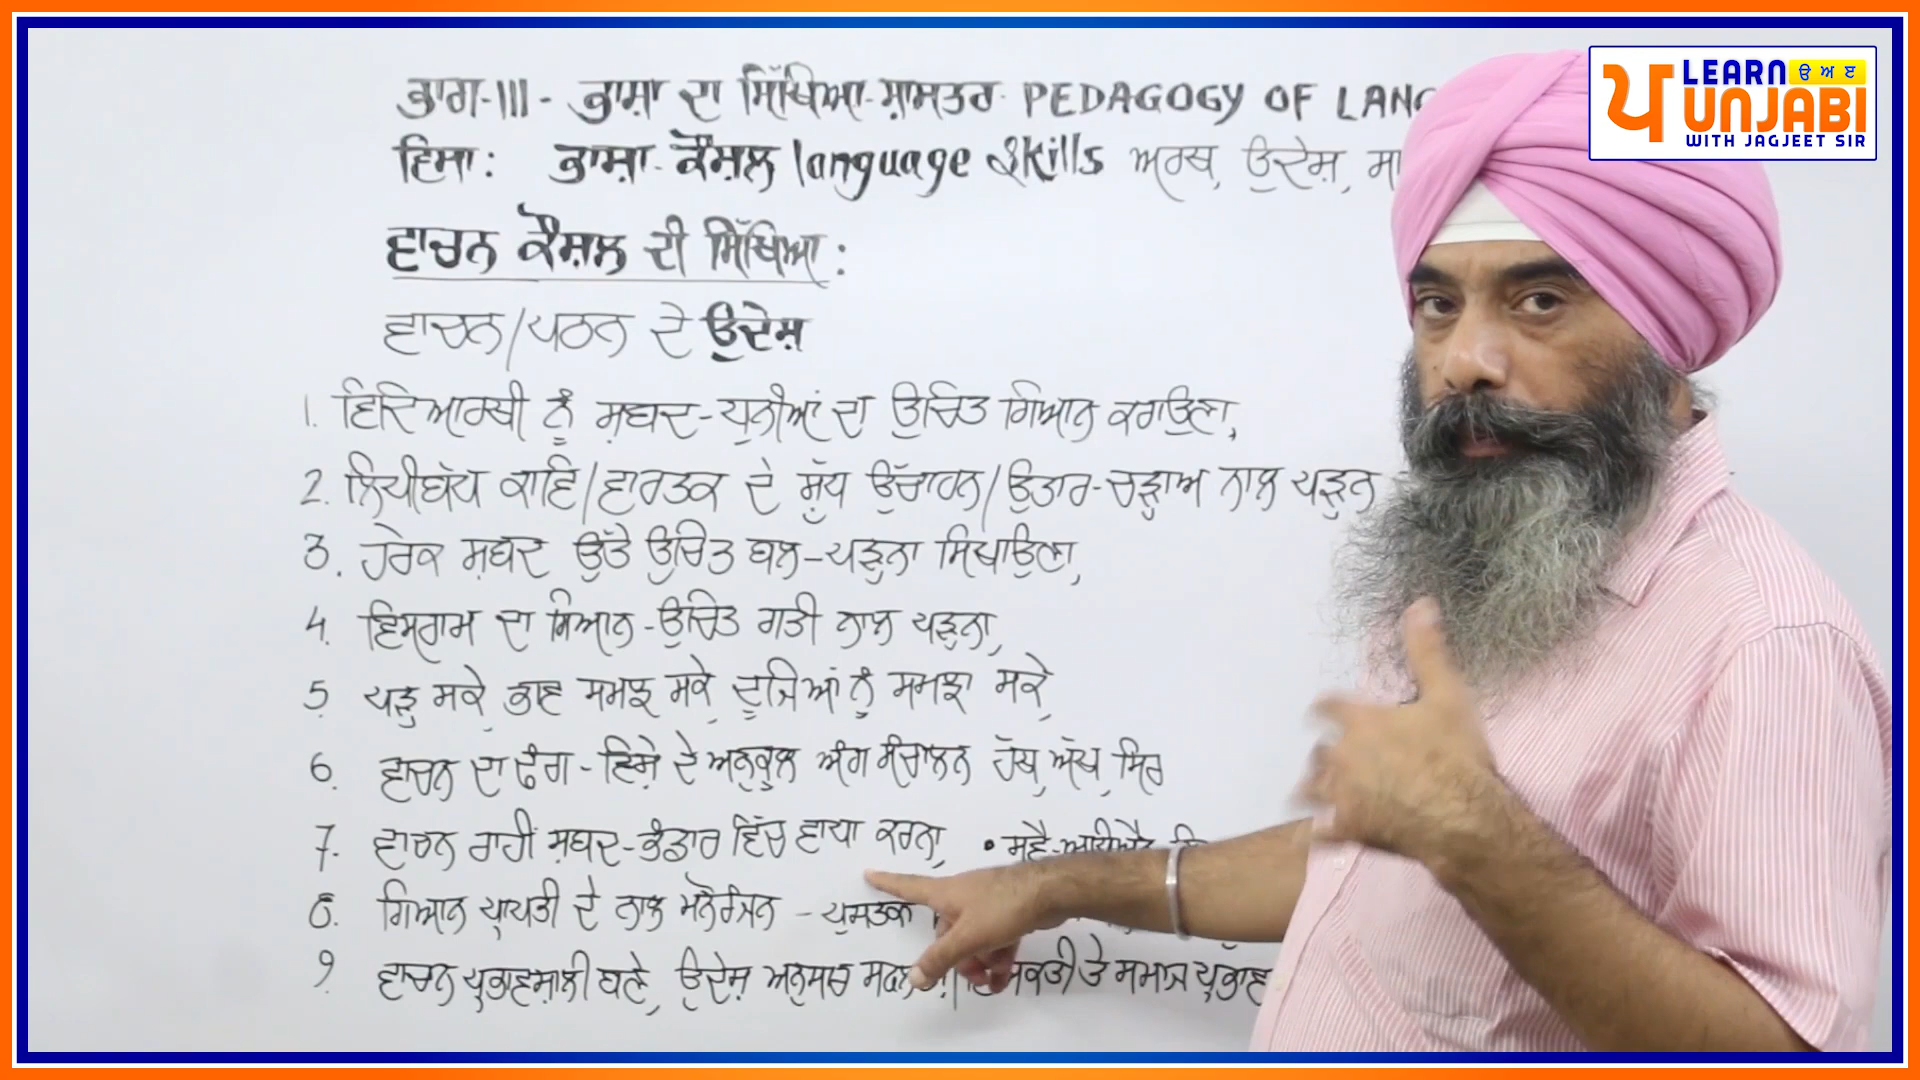 ਭਾਗ-III - ਭਾਸ਼ਾ ਦਾ ਸਿੱਖਿਆ-ਸ਼ਾਸਤਰ PEDAGOGY OF LANG
ਵਿਸ਼ਾ: ਭਾਸ਼ਾ-ਕੌਸ਼ਲ language Skills ਅਰਥ, ਉਦੇਸ਼,
ਵਾਚਨ ਕੌਸ਼ਲ ਦੀ ਸਿੱਖਿਆ:
ਵਾਚਨ/ਪਠਨ ਦੇ ਉਦੇਸ਼
1. ਵਿਦਿਆਰਥੀ ਨੂੰ ਸ਼ਬਦ-ਧੁਨੀਆਂ ਦਾ ਉਚਿਤ ਗਿਆਨ ਕਰਾਉਣਾ,
2. ਲਿਪੀਬੱਧ ਕਾਵਿ/ਵਾਰਤਕ ਦੇ ਸ਼ੁੱਧ ਉੱਚਾਰਨ/ਉਤਾਰ-ਚੜ੍ਹਾਅ ਨਾਲ ਪੜ੍ਹਨ
3. ਹਰੇਕ ਸ਼ਬਦ ਉੱਤੇ ਉਚਿਤ ਬਲ-ਪੜ੍ਹਨਾ ਸਿਖਾਉਣਾ,
4. ਵਿਸਰਾਮ ਦਾ ਗਿਆਨ-ਉਚਿਤ ਗਤੀ ਨਾਲ ਪੜ੍ਹਨਾ,
5. ਪੜ੍ਹ ਸਕੇ, ਭਾਵ ਸਮਝ ਸਕੇ, ਦੂਜਿਆਂ ਨੂੰ ਸਮਝਾ ਸਕੇ,
6. ਵਾਚਨ ਦਾ ਢੰਗ-ਵਿਸ਼ੇ ਦੇ ਅਨੁਕੂਲ ਅੰਗ ਸੰਚਾਲਨ ਹੱਥ, ਅੱਖ, ਸਿਰ
7. ਵਾਚਨ ਰਾਹੀਂ ਸ਼ਬਦ-ਭੰਡਾਰ ਵਿੱਚ ਵਾਧਾ ਕਰਨਾ, •
8. ਗਿਆਨ ਪ੍ਰਾਪਤੀ ਦੇ ਨਾਲ ਮਨੋਰੰਜਨ - ਪੁਸਤਕ
9. ਵਾਚਨ ਪ੍ਰਭਾਵਸ਼ਾਲੀ ਬਣੇ, ਉਦੇਸ਼ ਅਨੁਸਾਰ ਤੇ ਸਮਾਜ ਪ੍ਰਭਾਵ
ਪ LEARN ੳ ਅ ੲ
UNJABI
WITH JAGJEET SIR